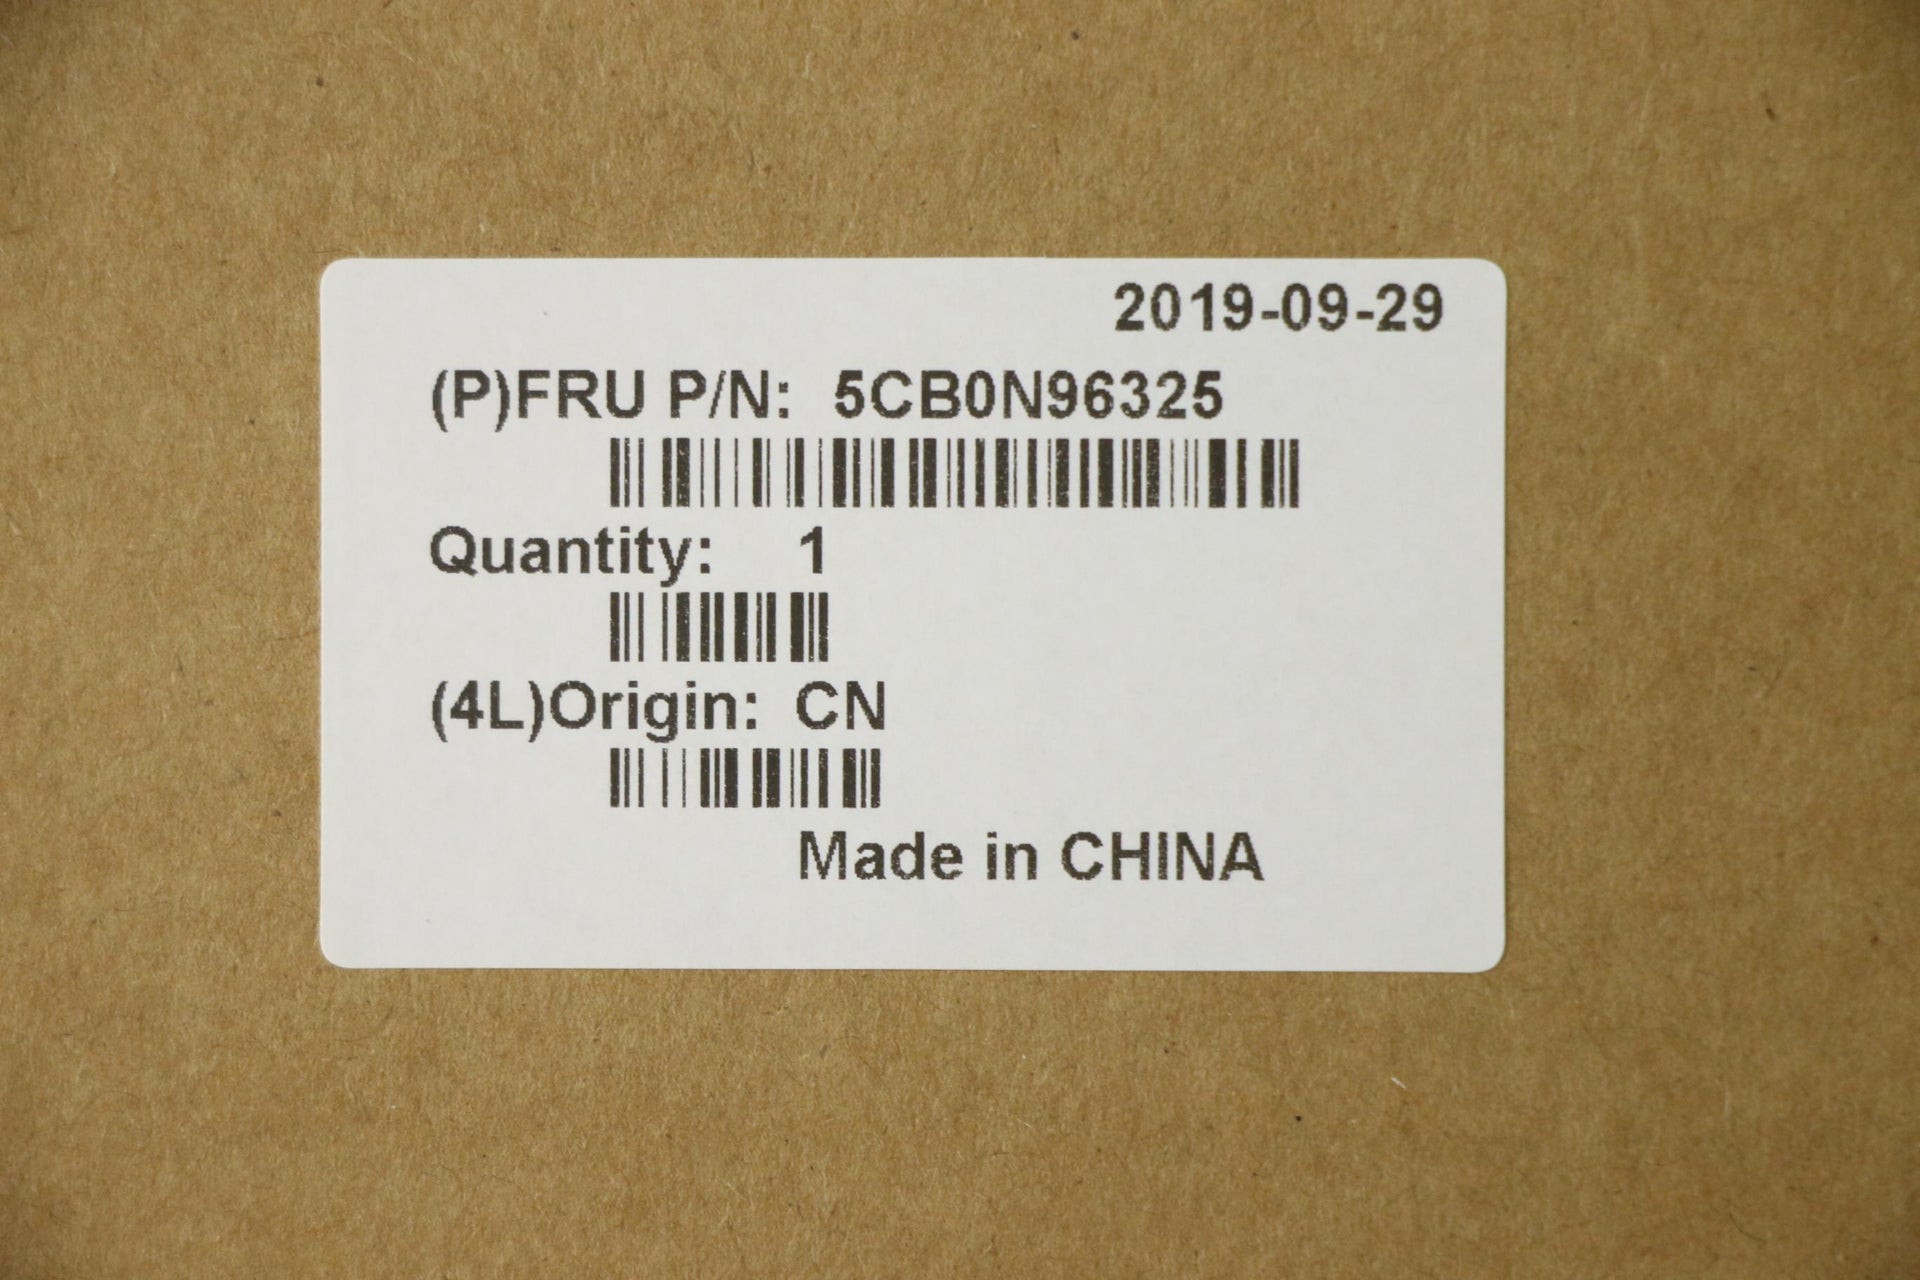 2019-09-29
(P)FRU P/N: 5CB0N96325
Quantity: 1
(4L)Origin: CN
Made in CHINA